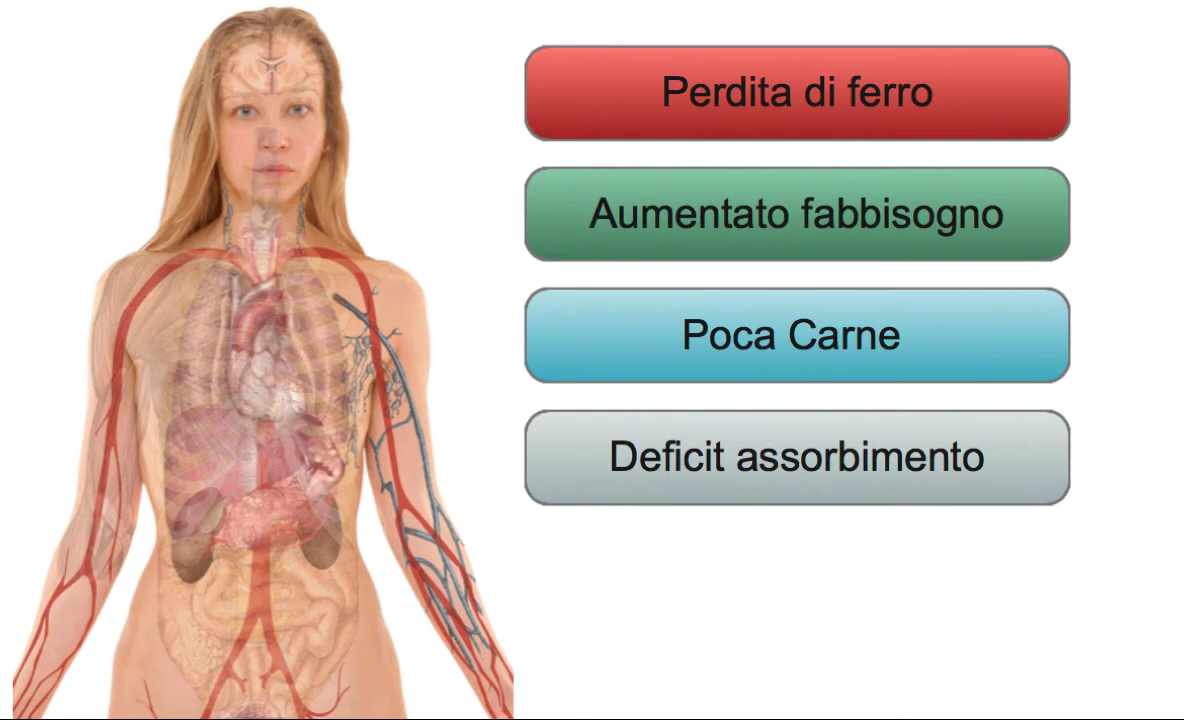 Perdita di ferro
Aumentato fabbisogno
Poca Carne
Deficit assorbimento